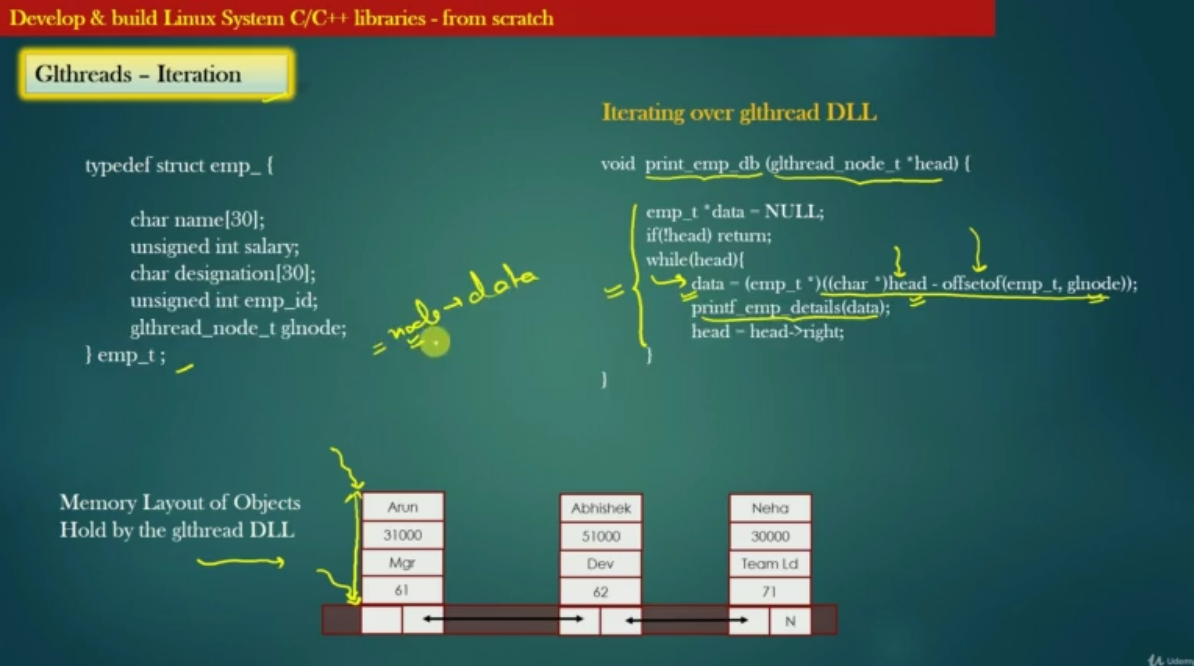 Develop & build Linux System C/C++ libraries - from scratch
Glthreads – Iteration
Iterating over glthread DLL
typedef struct emp_ {
char name[30];
unsigned int salary;
char designation[30];
unsigned int emp_id;
glthread_node_t glnode;
} emp_t ;
= node → data
void print_emp_db (glthread_node_t *head) {
emp_t *data = NULL;
if(!head) return;
while(head){
data = (emp_t *)((char *)head - offsetof(emp_t, glnode));
printf_emp_details(data);
head = head->right;
}
}
=
Memory Layout of Objects
Hold by the glthread DLL
Arun
31000
Mgr
61
Abhishek
51000
Dev
62
Neha
30000
Team Ld
71
N
Udemy